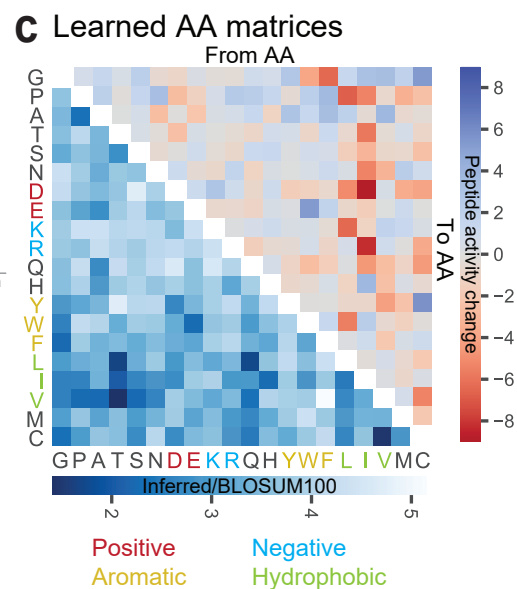 C Learned AA matrices
From AA
G
P
A
T
S
N
D
E
K
R
Q
H
Y
W
F
L
I
V
M
C
To AA
8
6
4
2
0
−2
−4
−6
−8
Peptide activity change
G P A T S N D E K R Q H Y W F L I V M C
Inferred/BLOSUM100
2 3 4 5
Positive Negative
Aromatic Hydrophobic